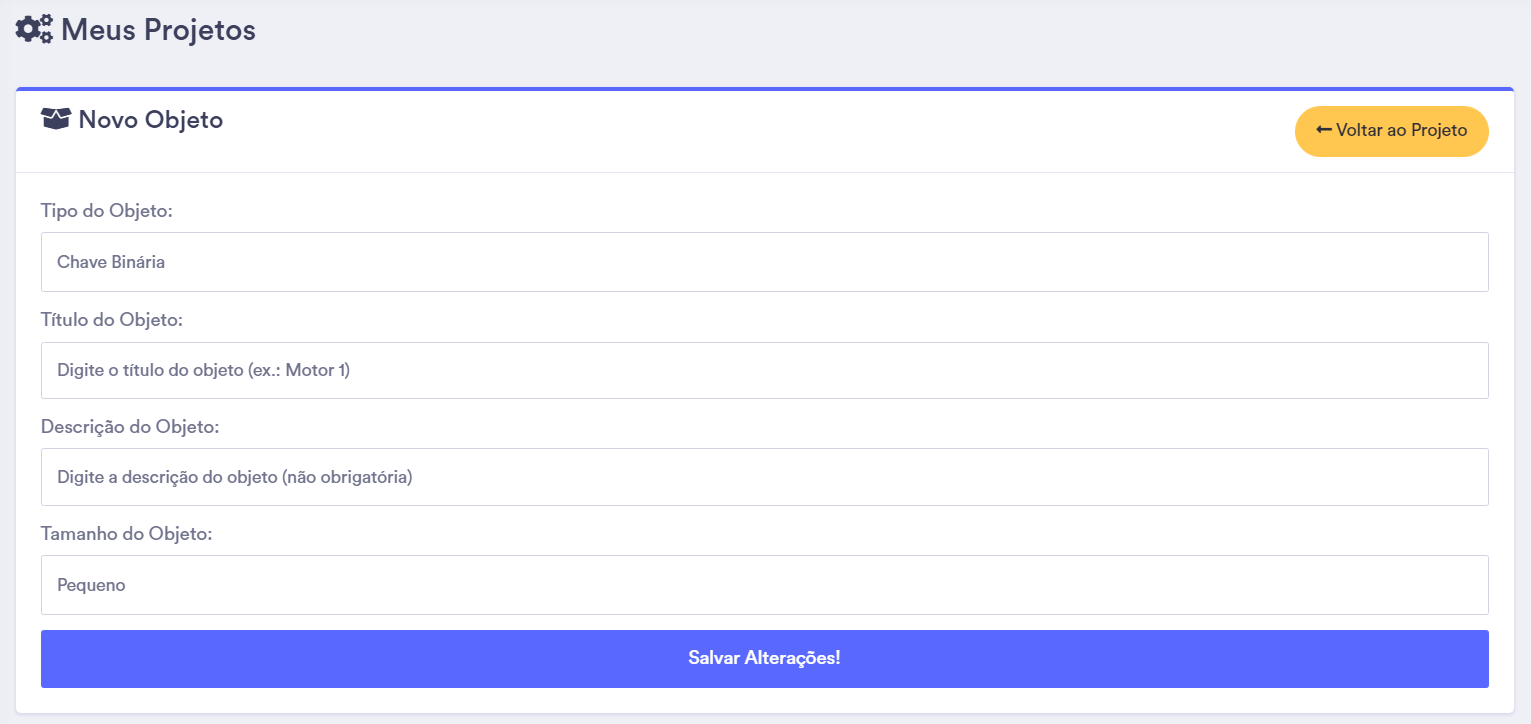 Meus Projetos
Novo Objeto
Voltar ao Projeto
Tipo do Objeto:
Chave Binária
Título do Objeto:
Digite o título do objeto (ex.: Motor 1)
Descrição do Objeto:
Digite a descrição do objeto (não obrigatória)
Tamanho do Objeto:
Pequeno
Salvar Alterações!